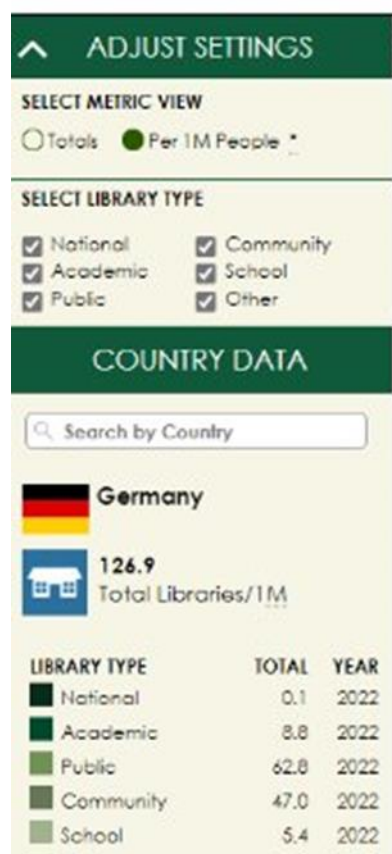 ADJUST SETTINGS
SELECT METRIC VIEW
Totals Per 1M People *
SELECT LIBRARY TYPE
National Community
Academic School
Public Other
COUNTRY DATA
Search by Country
Germany
126.9
Total Libraries/1M
LIBRARY TYPE TOTAL YEAR
National 0.1 2022
Academic 8.8 2022
Public 62.8 2022
Community 47.0 2022
School 5.4 2022